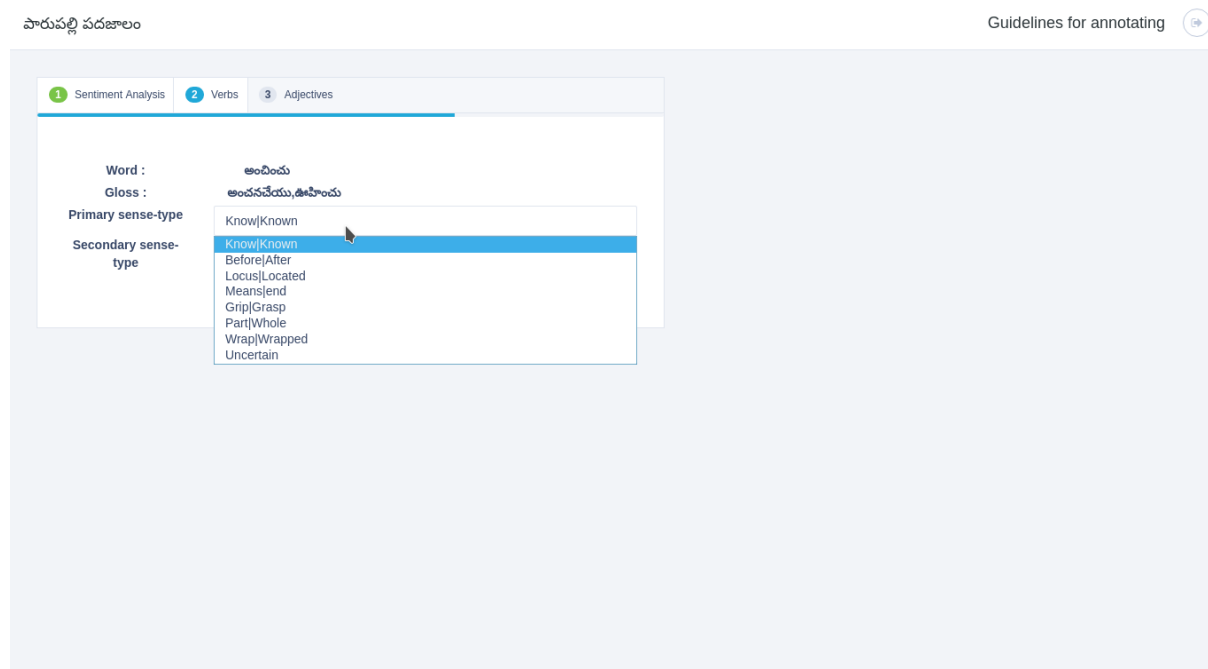 పారుపల్లి పదజాలం
Guidelines for annotating
1 Sentiment Analysis 2 Verbs 3 Adjectives
Word : అంచించు
Gloss : అంచనచేయు,ఊహించు
Primary sense-type Know|Known
Secondary sense-
type
Know|Known
Before|After
Locus|Located
Means|end
Grip|Grasp
Part|Whole
Wrap|Wrapped
Uncertain